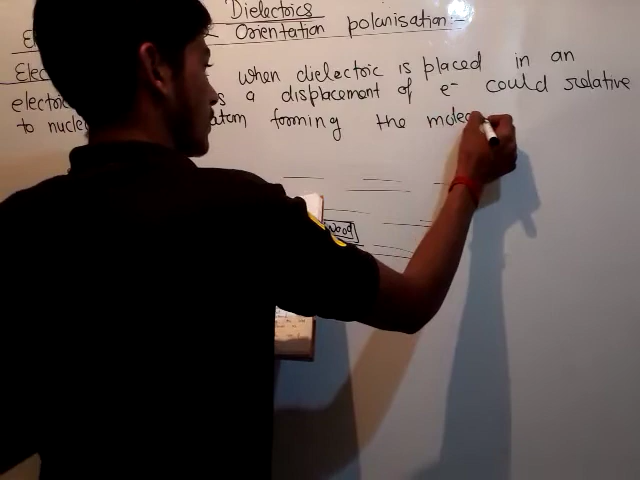 Dielectrics
Orientation polarisation:-
Elec when dielectric is placed in an
electric s a displacement of e⁻ could relative
to nucle atom forming the molec
Wood